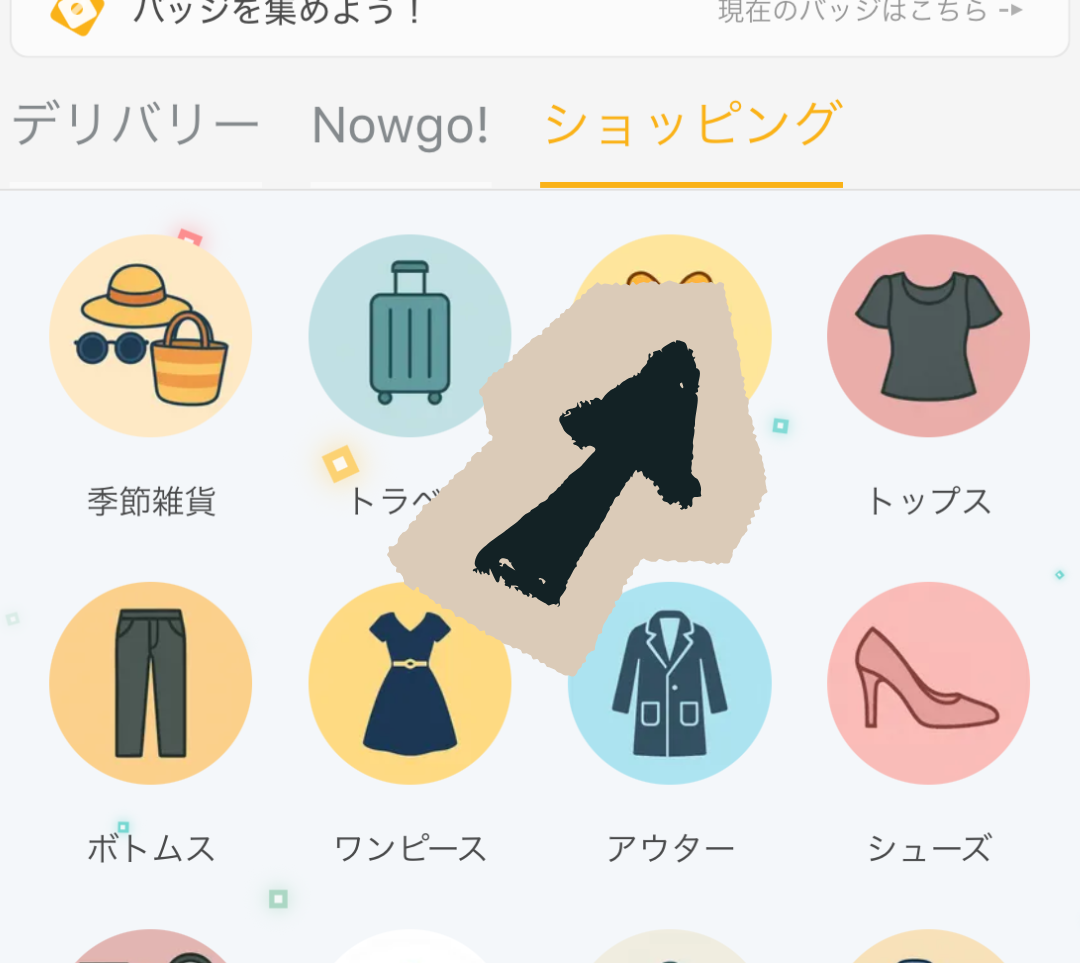 バッジを集めよう！
現在のバッジはこちら
デリバリー
Nowgo!
ショッピング
季節雑貨
トラベ
トップス
ボトムス
ワンピース
アウター
シューズ